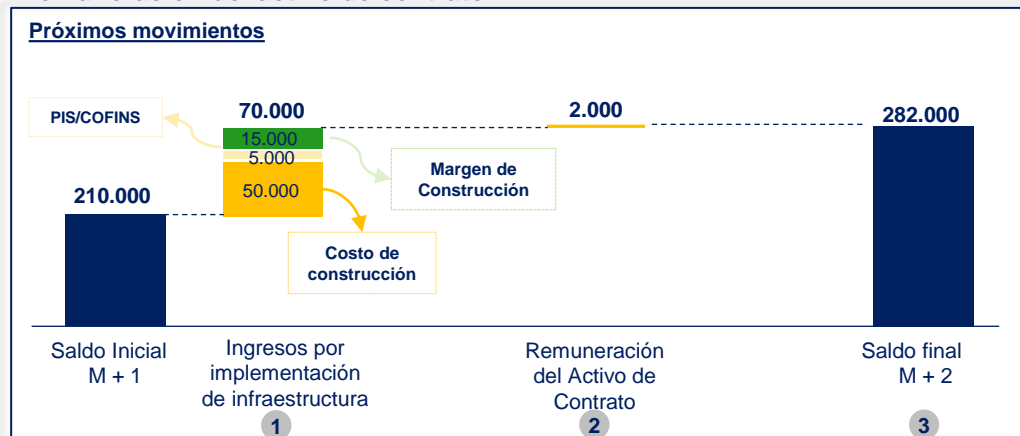 Próximos movimientos
PIS/COFINS
70.000
15.000
5.000
50.000
2.000
282.000
210.000
Margen de
Construcción
Costo de
construcción
Saldo Inicial
M + 1
Ingresos por
implementación
de infraestructura
1
Remuneración
del Activo de
Contrato
2
Saldo final
M + 2
3